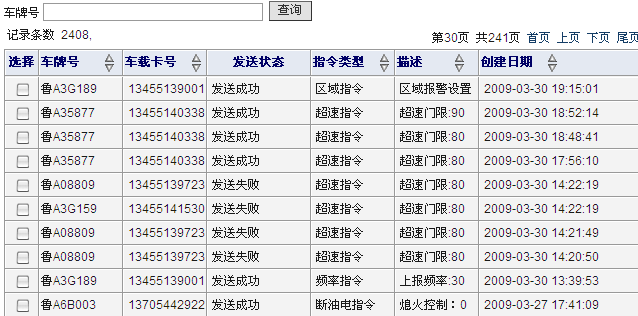 车牌号 查询
记录条数 2408, 第30页 共241页 首页 上页 下页 尾页
选择 车牌号 车载卡号 发送状态 指令类型 描述 创建日期
鲁A3G189 13455139001 发送成功 区域指令 区域报警设置 2009-03-30 19:15:01
鲁A35877 13455140338 发送成功 超速指令 超速门限:90 2009-03-30 18:52:14
鲁A35877 13455140338 发送成功 超速指令 超速门限:80 2009-03-30 18:48:41
鲁A35877 13455140338 发送成功 超速指令 超速门限:80 2009-03-30 17:56:10
鲁A08809 13455139723 发送失败 超速指令 超速门限:80 2009-03-30 14:22:19
鲁A3G159 13455141530 发送失败 超速指令 超速门限:80 2009-03-30 14:22:19
鲁A08809 13455139723 发送失败 超速指令 超速门限:80 2009-03-30 14:21:49
鲁A08809 13455139723 发送失败 超速指令 超速门限:80 2009-03-30 14:20:50
鲁A3G189 13455139001 发送成功 频率指令 上报频率:30 2009-03-30 13:39:53
鲁A6B003 13705442922 发送成功 断油电指令 熄火控制：0 2009-03-27 17:41:09